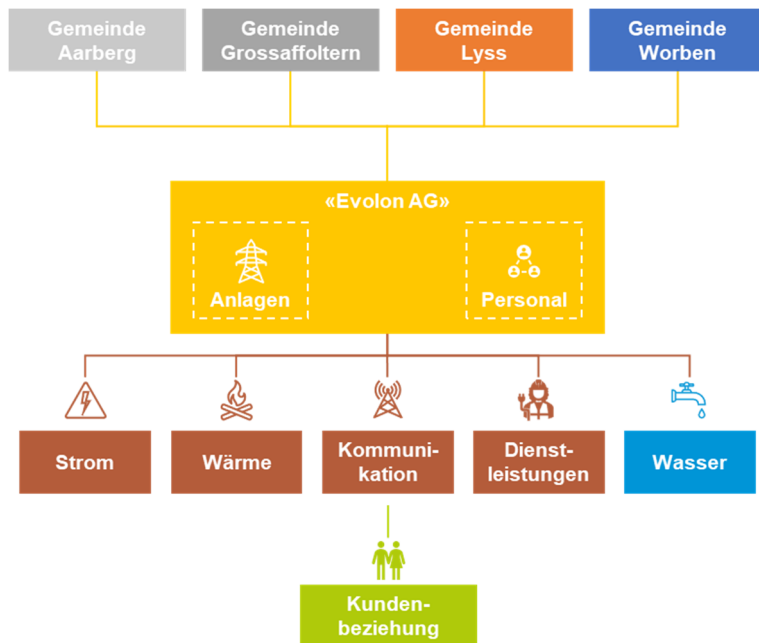 Gemeinde
Aarberg
Gemeinde
Grossaffoltern
Gemeinde
Lyss
Gemeinde
Worben
«Evolon AG»
Anlagen
Personal
Strom
Wärme
Kommuni-
kation
Dienst-
leistungen
Wasser
Kunden-
beziehung